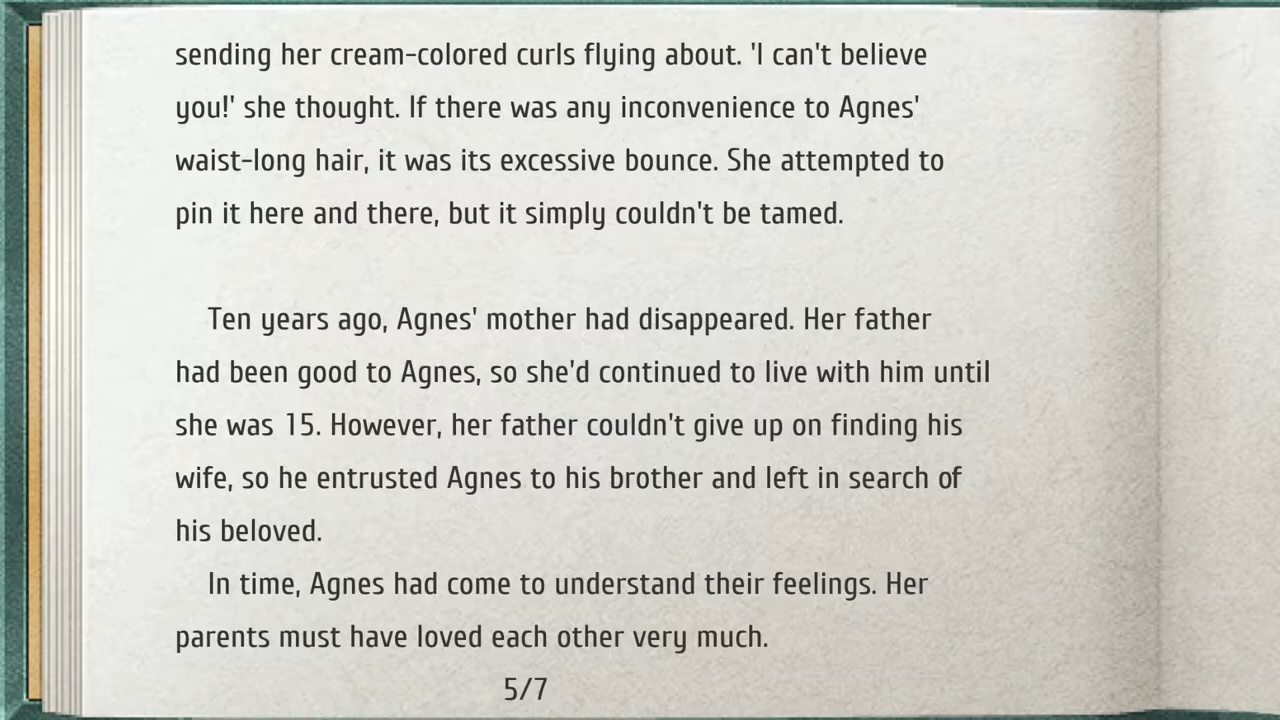 sending her cream-colored curls flying about. 'I can't believe
you!' she thought. If there was any inconvenience to Agnes'
waist-long hair, it was its excessive bounce. She attempted to
pin it here and there, but it simply couldn't be tamed.
Ten years ago, Agnes' mother had disappeared. Her father
had been good to Agnes, so she'd continued to live with him until
she was 15. However, her father couldn't give up on finding his
wife, so he entrusted Agnes to his brother and left in search of
his beloved.
In time, Agnes had come to understand their feelings. Her
parents must have loved each other very much.
5/7